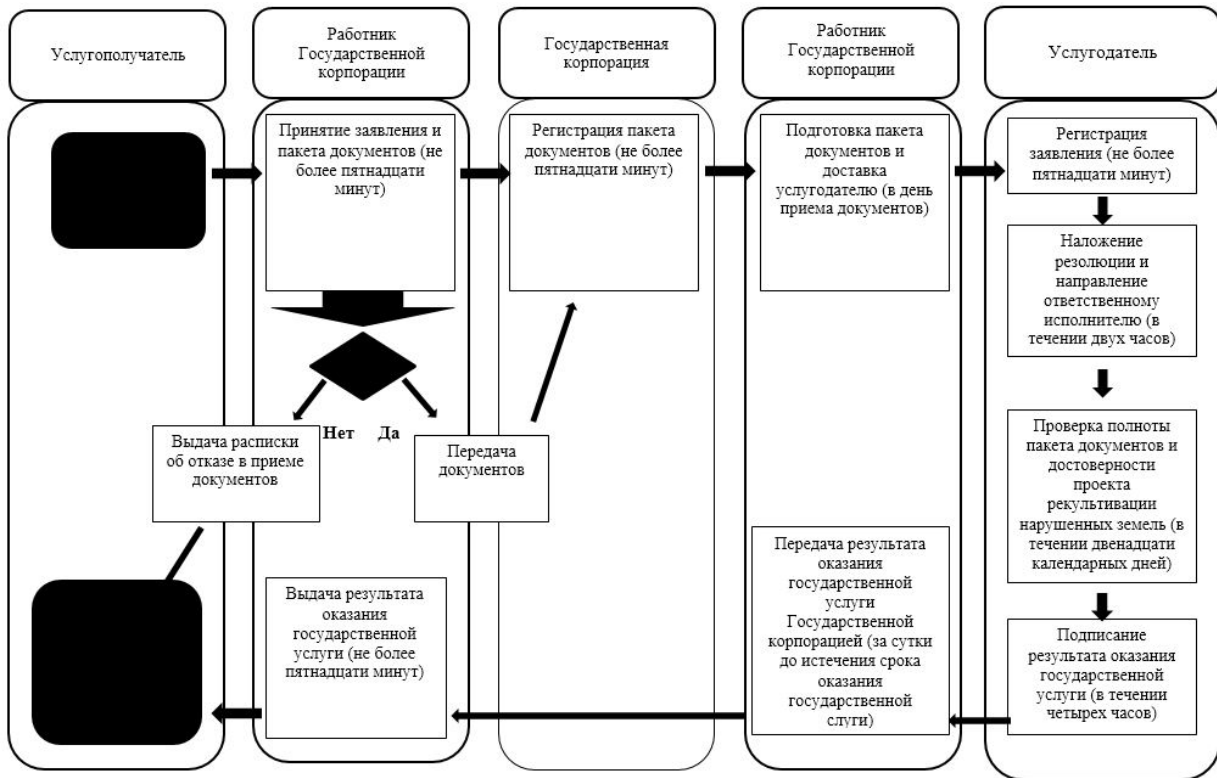 Услугополучатель
Работник
Государственной
корпорации
Государственная
корпорация
Работник
Государственной
корпорации
Услугодатель
Принятие заявления и
пакета документов (не
более пятнадцати
минут)
Регистрация пакета
документов (не более
пятнадцати минут)
Подготовка пакета
документов и
доставка
услугодателю (в день
приема документов)
Регистрация
заявления (не более
пятнадцати минут)
Наложение
резолюции и
направление
ответственному
исполнителю (в
течении двух часов)
Нет Да
Выдача расписки
об отказе в приеме
документов
Передача
документов
Проверка полноты
пакета документов и
достоверности
проекта
рекультивации
нарушенных земель (в
течении двенадцати
календарных дней)
Выдача результата
оказания
государственной
услуги (не более
пятнадцати минут)
Передача результата
оказания
государственной
услуги
Государственной
корпорацией (за сутки
до истечения срока
оказания
государственной
слуги)
Подписание
результата оказания
государственной
услуги (в течении
четырех часов)